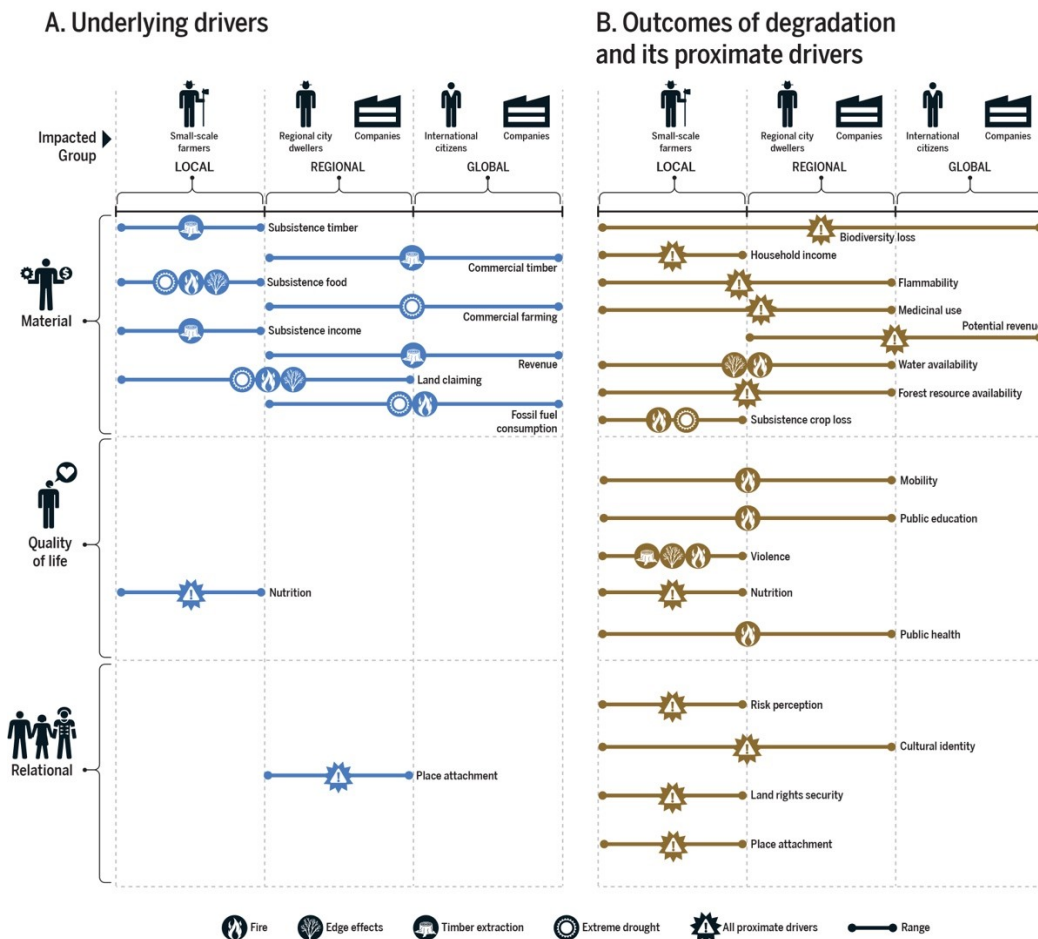 A. Underlying drivers
B. Outcomes of degradation
and its proximate drivers
Impacted
Group
Small-scale
farmers
Regional city
dwellers
Companies
International
citizens
Companies
LOCAL
REGIONAL
GLOBAL
Small-scale
farmers
Regional city
dwellers
Companies
International
citizens
Companies
LOCAL
REGIONAL
GLOBAL
Material
Subsistence timber
Commercial timber
Subsistence food
Commercial farming
Subsistence income
Revenue
Land claiming
Fossil fuel
consumption
Biodiversity loss
Household income
Flammability
Medicinal use
Potential revenue
Water availability
Forest resource availability
Subsistence crop loss
Quality
of life
Nutrition
Mobility
Public education
Violence
Nutrition
Public health
Relational
Place attachment
Risk perception
Cultural identity
Land rights security
Place attachment
Fire
Edge effects
Timber extraction
Extreme drought
All proximate drivers
Range